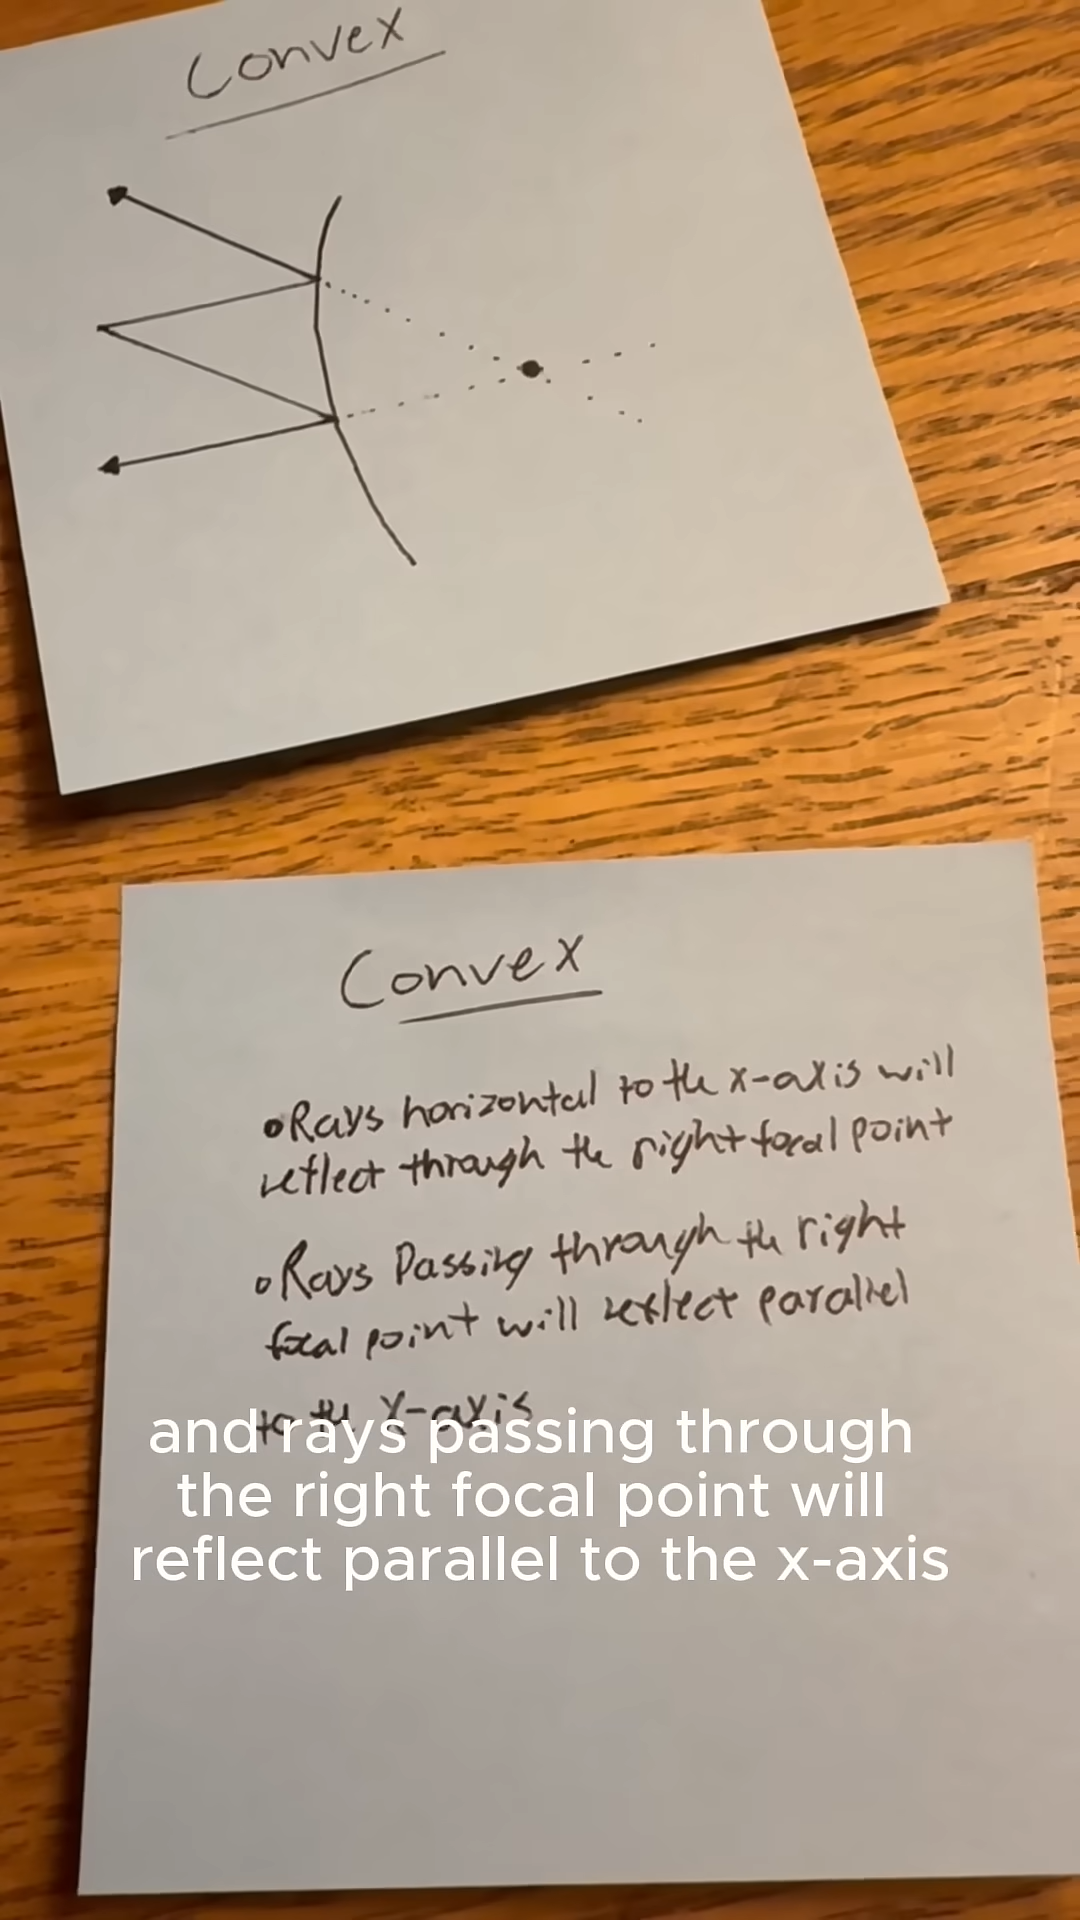 Convex
Convex
•Rays horizontal to the x-axis will
reflect through the right focal point
•Rays Passing through the right
focal point will reflect parallel
to the X-axis
and rays passing through
the right focal point will
reflect parallel to the x-axis